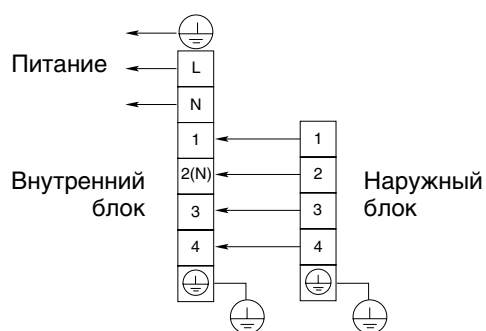 Питание
L
N
1
1
2(N)
2
Внутренний
блок
Наружный
блок
3
3
4
4